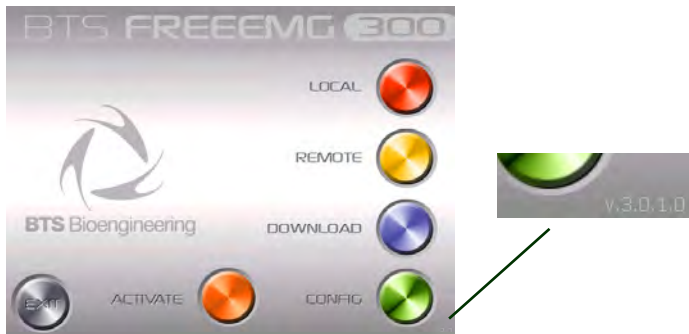 BTS FREEEMG 300
LOCAL
REMOTE
BTS Bioengineering
DOWNLOAD
EXIT
ACTIVATE
CONFIG
v.3.0.1.0